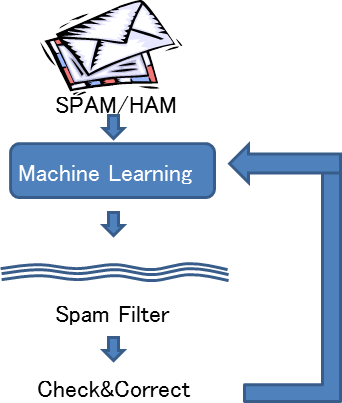 SPAM/HAM
Machine Learning
Spam Filter
Check&Correct